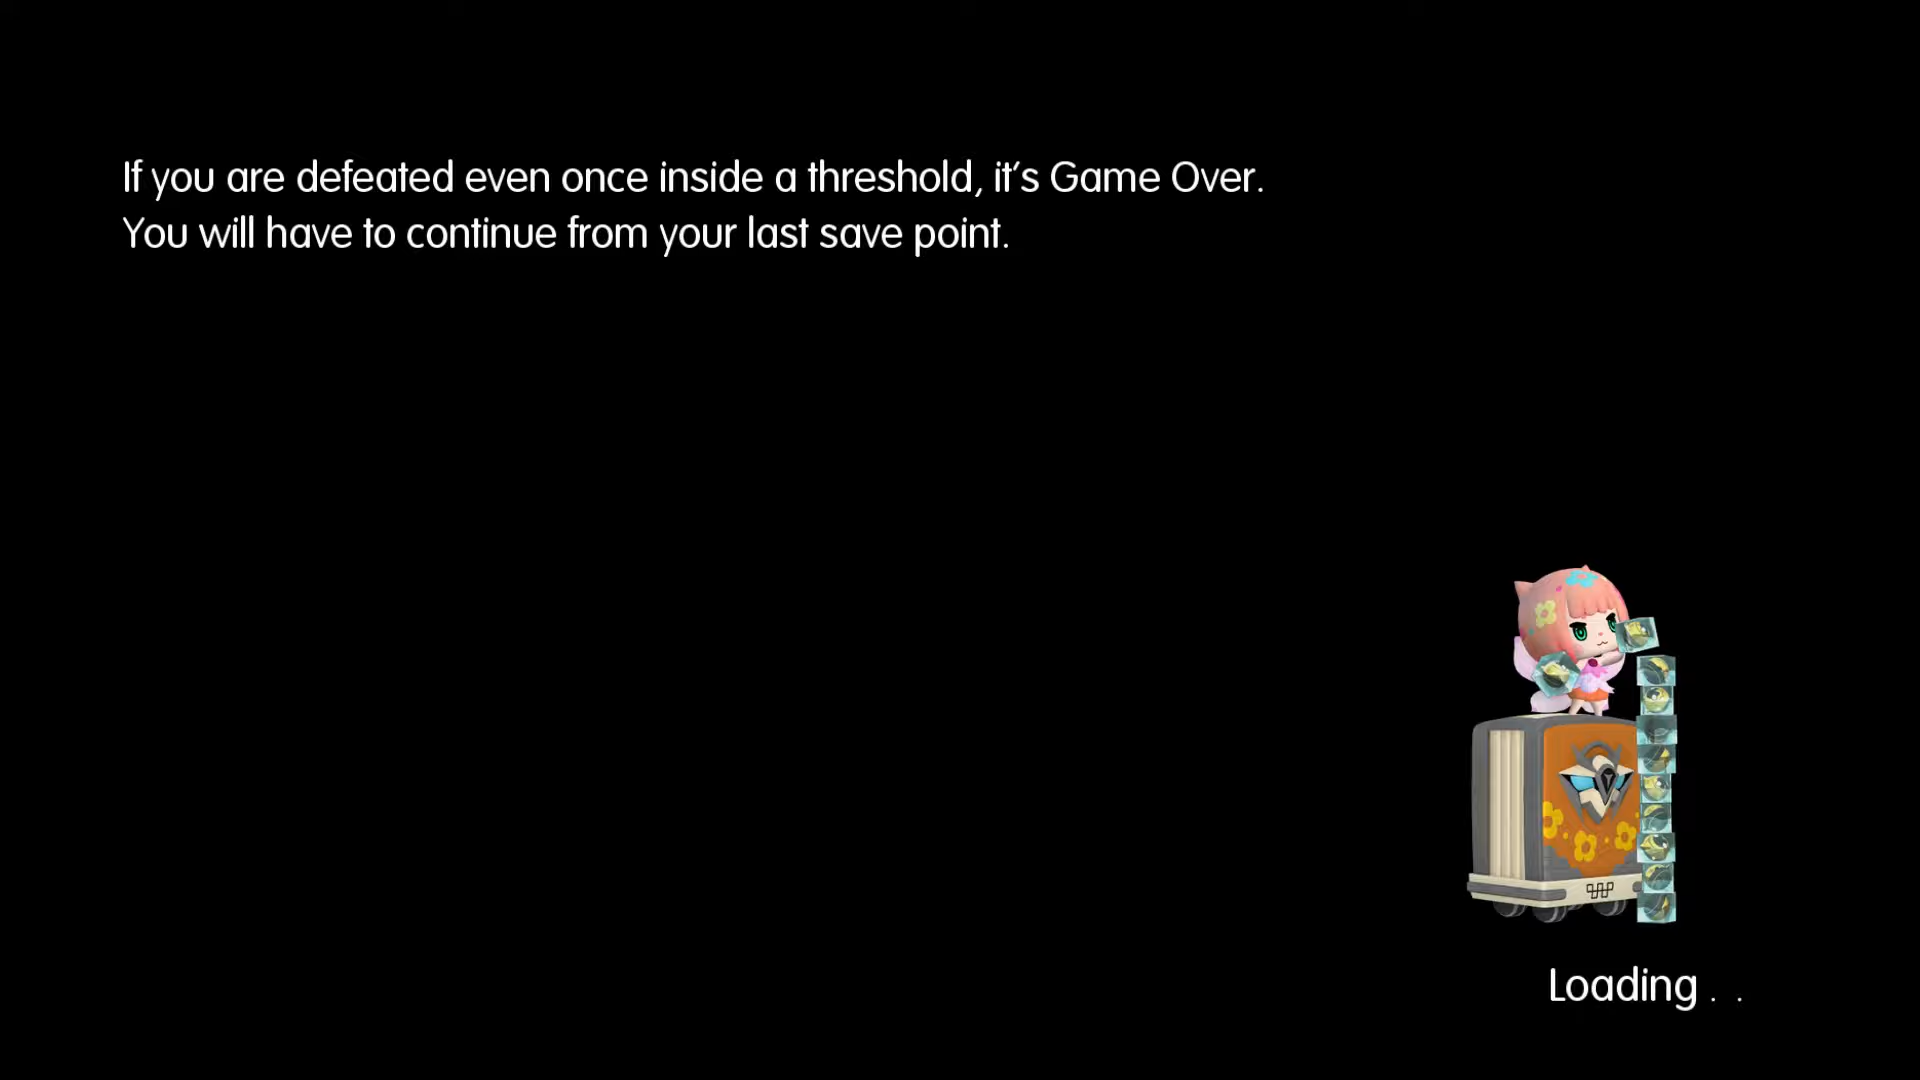 If you are defeated even once inside a threshold, it's Game Over.
You will have to continue from your last save point.
Loading . .